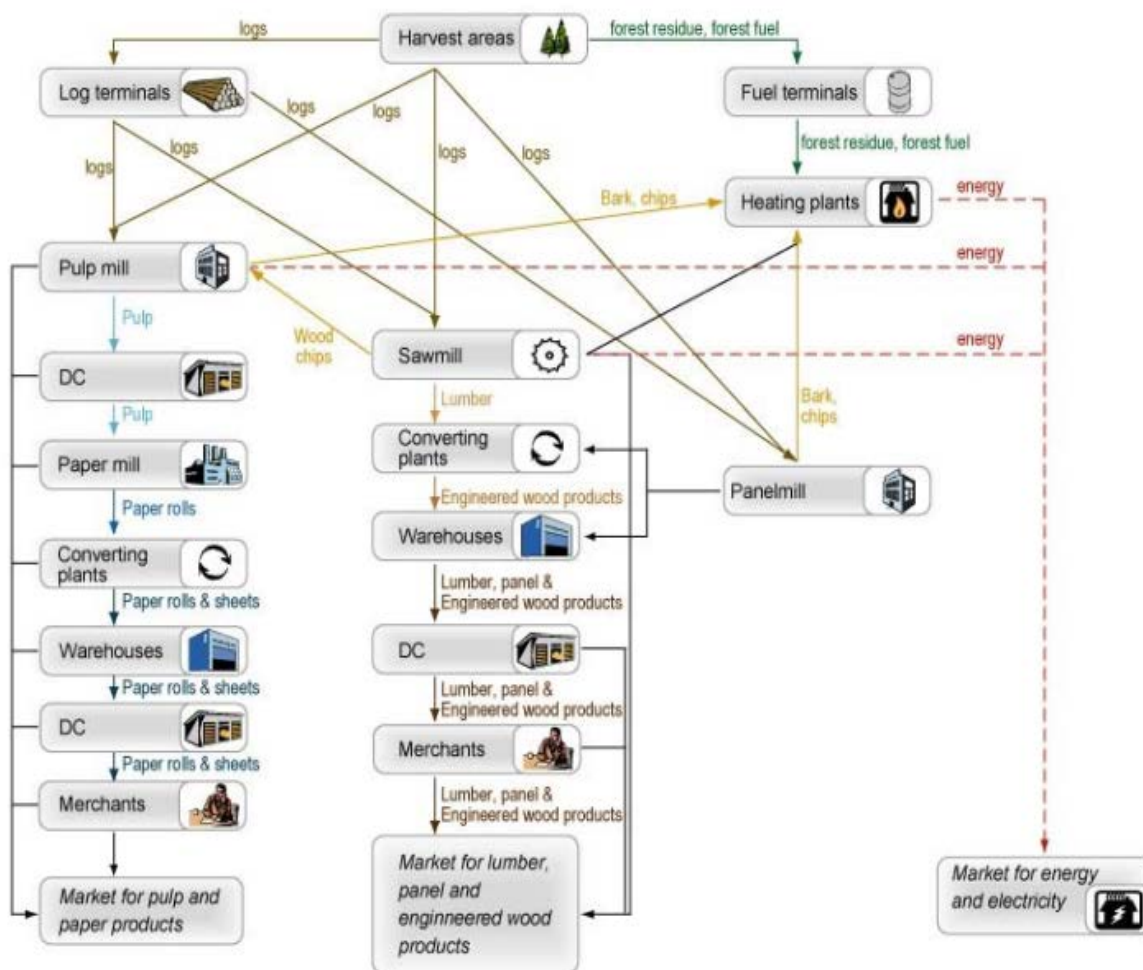 logs
Harvest areas
forest residue, forest fuel
Log terminals
Fuel terminals
logs
logs
logs
logs
logs
logs
forest residue, forest fuel
Bark, chips
Heating plants
energy
Pulp mill
energy
Pulp
Wood
chips
Sawmill
energy
DC
Lumber
Bark,
chips
Pulp
Converting
plants
Paper mill
Panelmill
Engineered wood products
Paper rolls
Warehouses
Converting
plants
Lumber, panel &
Engineered wood products
Paper rolls & sheets
Warehouses
DC
Paper rolls & sheets
Lumber, panel &
Engineered wood products
DC
Merchants
Paper rolls & sheets
Merchants
Lumber, panel &
Engineered wood products
Market for pulp and
paper products
Market for lumber,
panel and
enginneered wood
products
Market for energy
and electricity